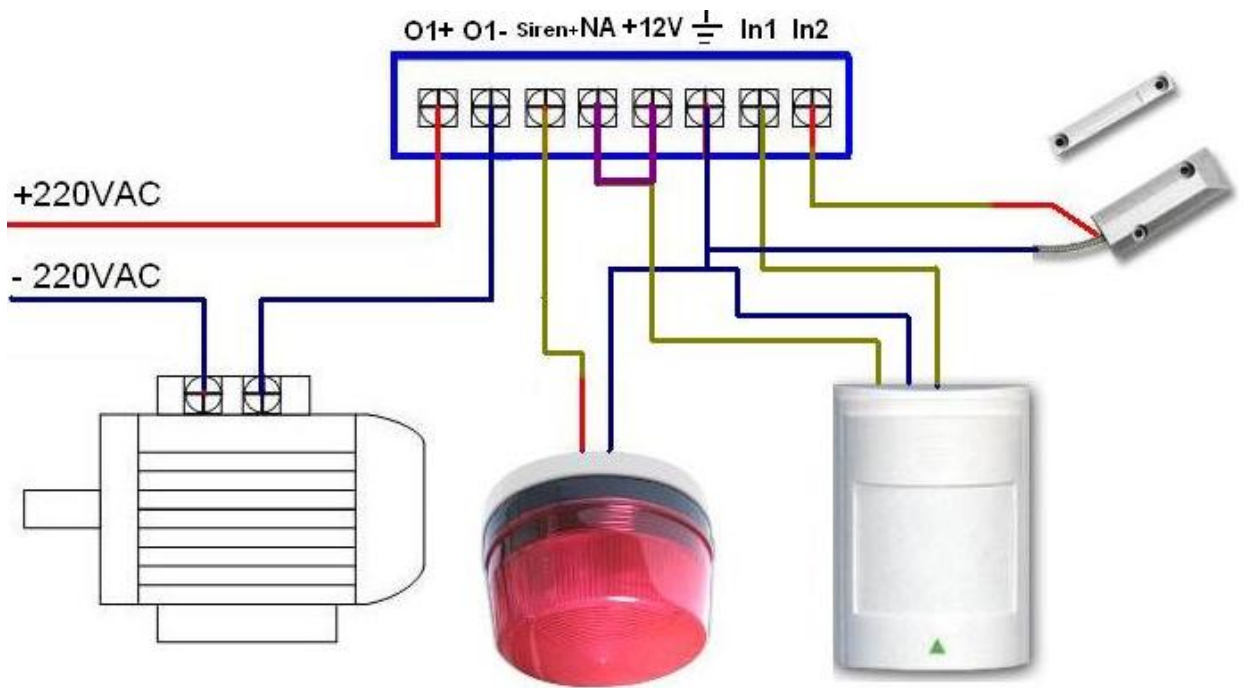 O1+ O1- Siren+ NA +12V In1 In2
+220VAC
- 220VAC